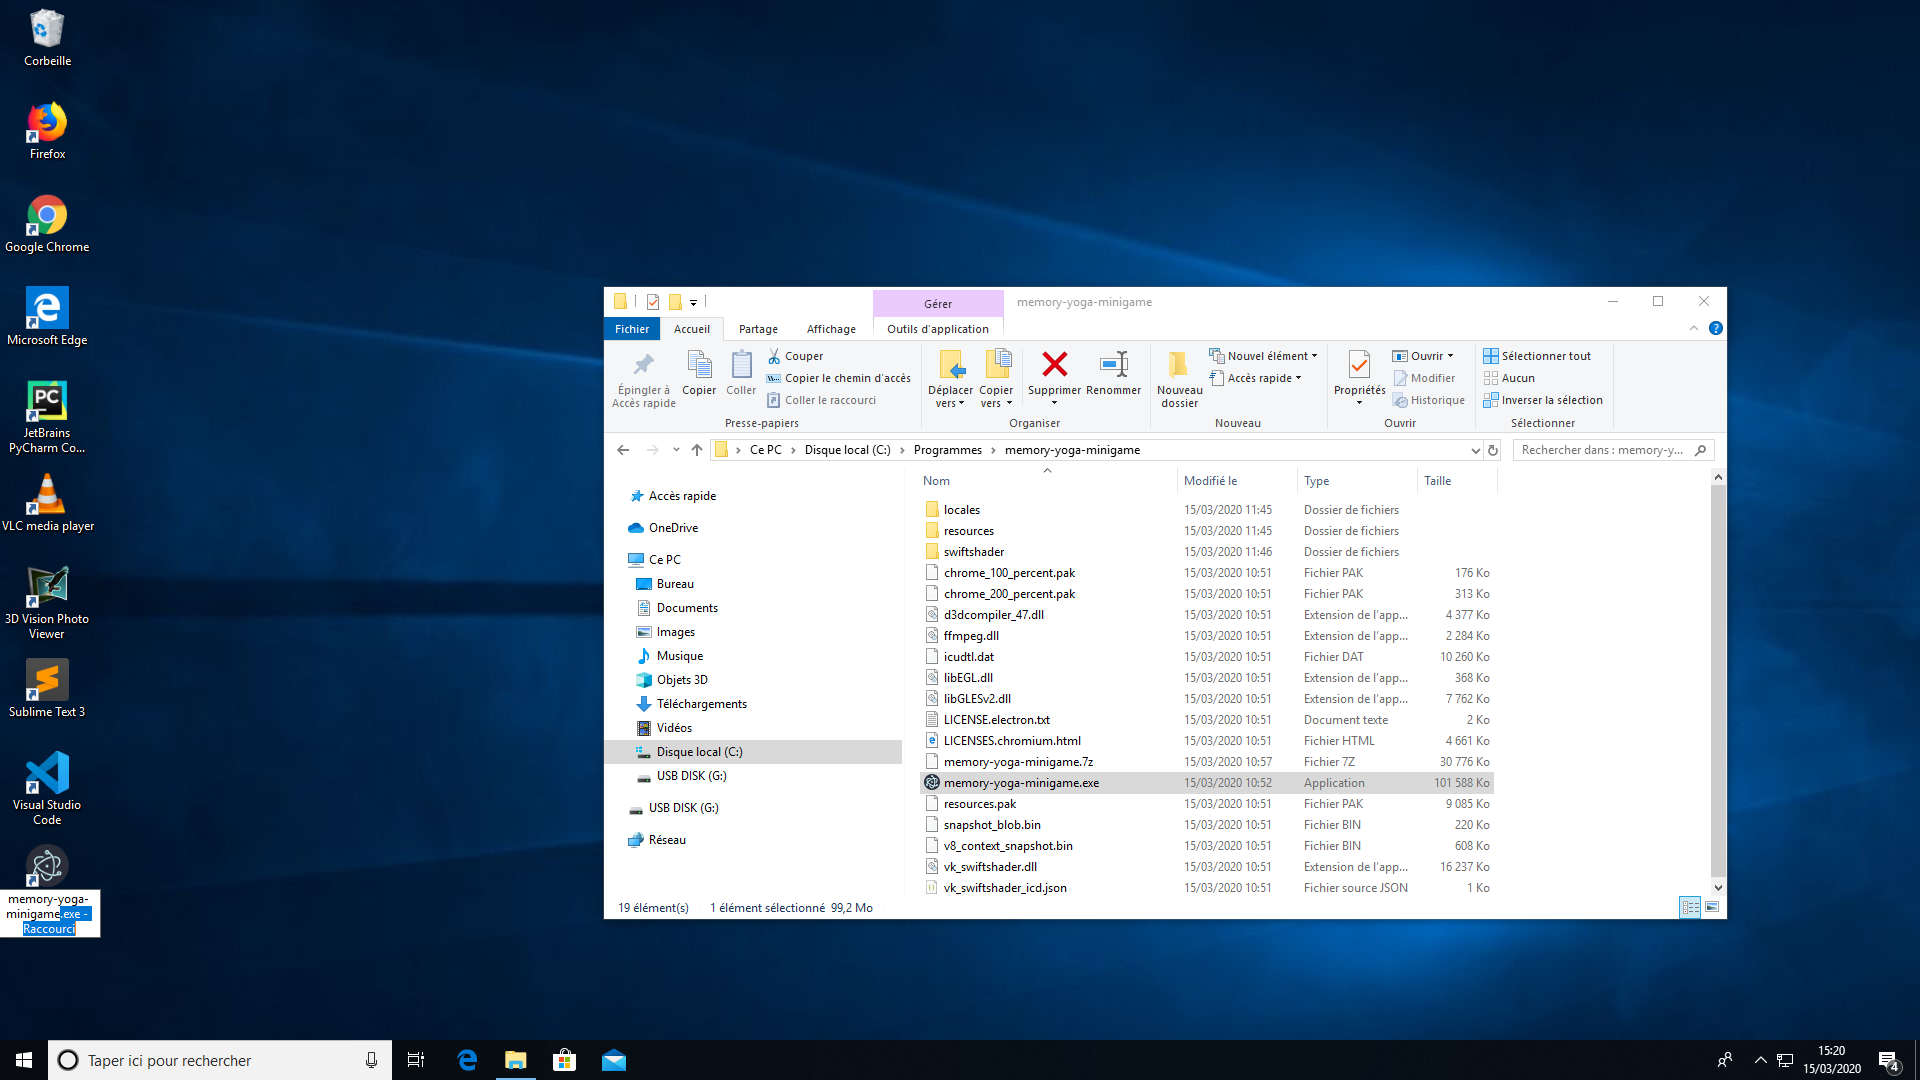 Corbeille
Firefox
Google Chrome
Microsoft Edge
JetBrains
PyCharm Co...
VLC media player
3D Vision Photo
Viewer
Sublime Text 3
Visual Studio
Code
memory-yoga-
minigame.exe -
Raccourci
Gérer
memory-yoga-minigame
Fichier
Accueil
Partage
Affichage
Outils d'application
Épingler à
Accès rapide
Copier
Coller
Couper
Copier le chemin d'accès
Coller le raccourci
Presse-papiers
Déplacer
vers
Copier
vers
Supprimer
Renommer
Organiser
Nouveau
dossier
Nouvel élément
Accès rapide
Nouveau
Propriétés
Ouvrir
Modifier
Historique
Ouvrir
Sélectionner tout
Aucun
Inverser la sélection
Sélectionner
Ce PC > Disque local (C:) > Programmes > memory-yoga-minigame
Rechercher dans : memory-y...
Accès rapide
OneDrive
Ce PC
Bureau
Documents
Images
Musique
Objets 3D
Téléchargements
Vidéos
Disque local (C:)
USB DISK (G:)
USB DISK (G:)
Réseau
Nom Modifié le Type Taille
locales 15/03/2020 11:45 Dossier de fichiers
resources 15/03/2020 11:45 Dossier de fichiers
swiftshader 15/03/2020 11:46 Dossier de fichiers
chrome_100_percent.pak 15/03/2020 10:51 Fichier PAK 176 Ko
chrome_200_percent.pak 15/03/2020 10:51 Fichier PAK 313 Ko
d3dcompiler_47.dll 15/03/2020 10:51 Extension de l'app... 4 377 Ko
ffmpeg.dll 15/03/2020 10:51 Extension de l'app... 2 284 Ko
icudtl.dat 15/03/2020 10:51 Fichier DAT 10 260 Ko
libEGL.dll 15/03/2020 10:51 Extension de l'app... 368 Ko
libGLESv2.dll 15/03/2020 10:51 Extension de l'app... 7 762 Ko
LICENSE.electron.txt 15/03/2020 10:51 Document texte 2 Ko
LICENSES.chromium.html 15/03/2020 10:51 Fichier HTML 4 661 Ko
memory-yoga-minigame.7z 15/03/2020 10:57 Fichier 7Z 30 776 Ko
memory-yoga-minigame.exe 15/03/2020 10:52 Application 101 588 Ko
resources.pak 15/03/2020 10:51 Fichier PAK 9 085 Ko
snapshot_blob.bin 15/03/2020 10:51 Fichier BIN 220 Ko
v8_context_snapshot.bin 15/03/2020 10:51 Fichier BIN 608 Ko
vk_swiftshader.dll 15/03/2020 10:51 Extension de l'app... 16 237 Ko
vk_swiftshader_icd.json 15/03/2020 10:51 Fichier source JSON 1 Ko
19 élément(s) 1 élément sélectionné 99,2 Mo
Taper ici pour rechercher
15:20
15/03/2020
4